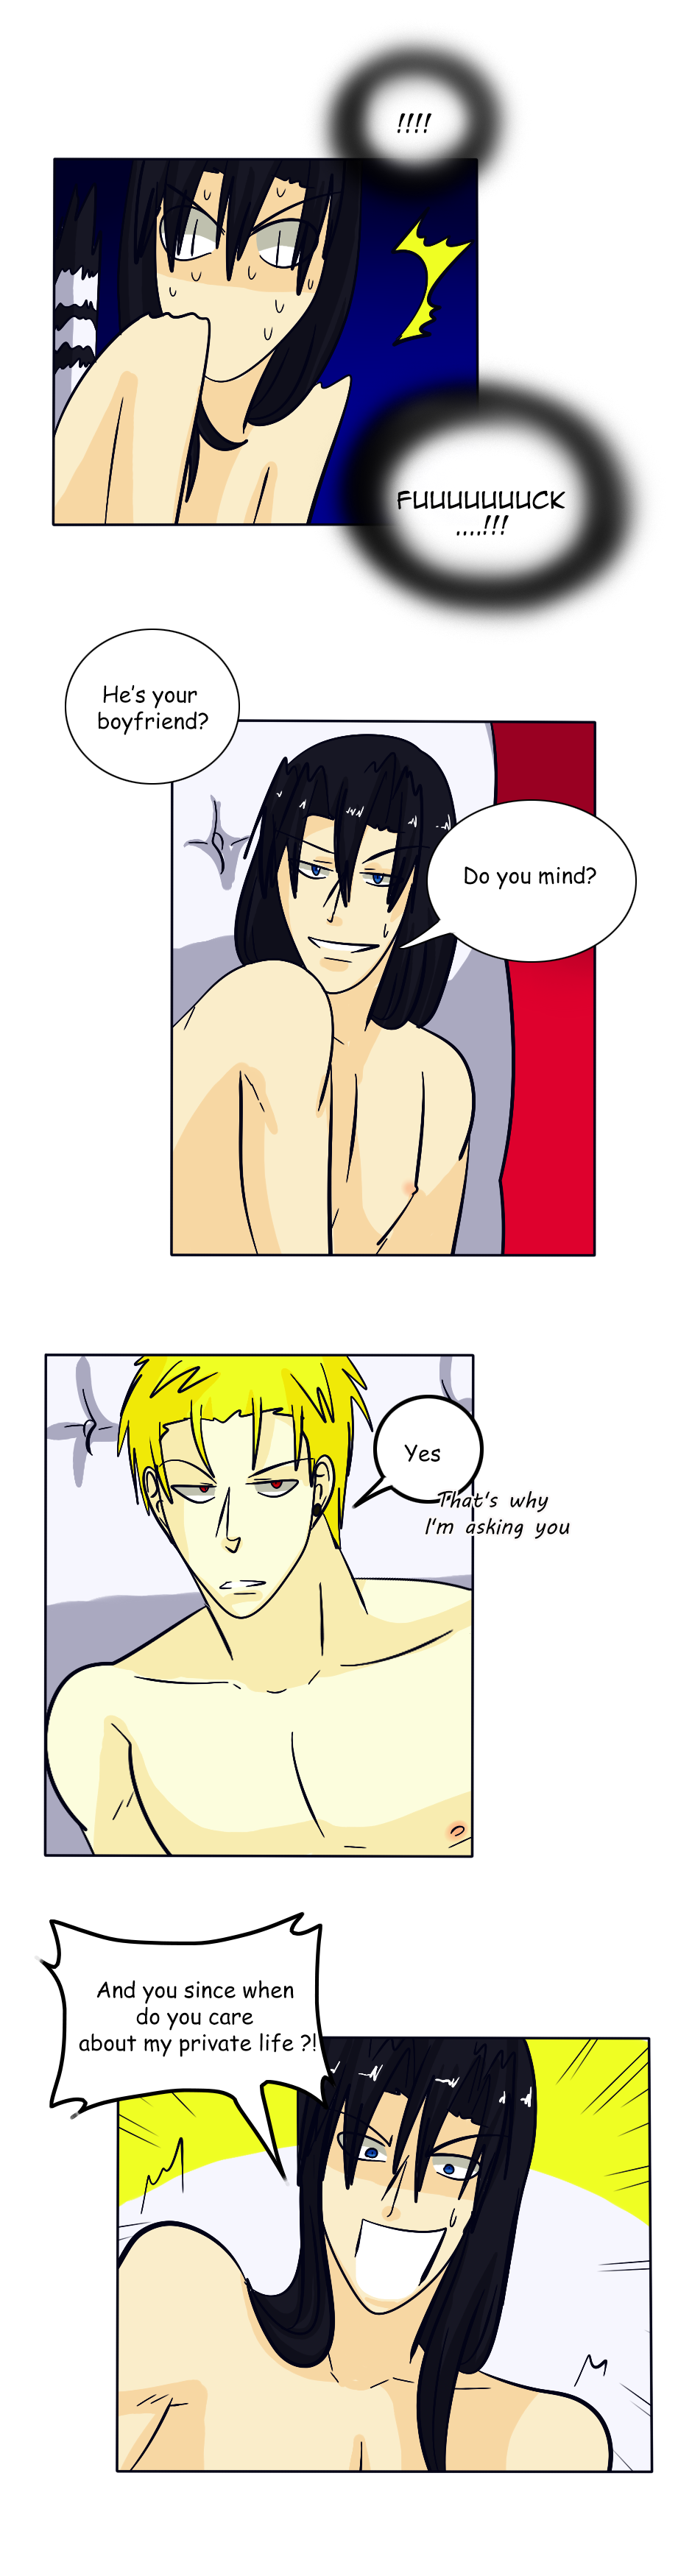 !!!!
FUUUUUUUCK
....!!!
He's your
boyfriend?
Do you mind?
Yes
That's why
I'm asking you
And you since when
do you care
about my private life ?!